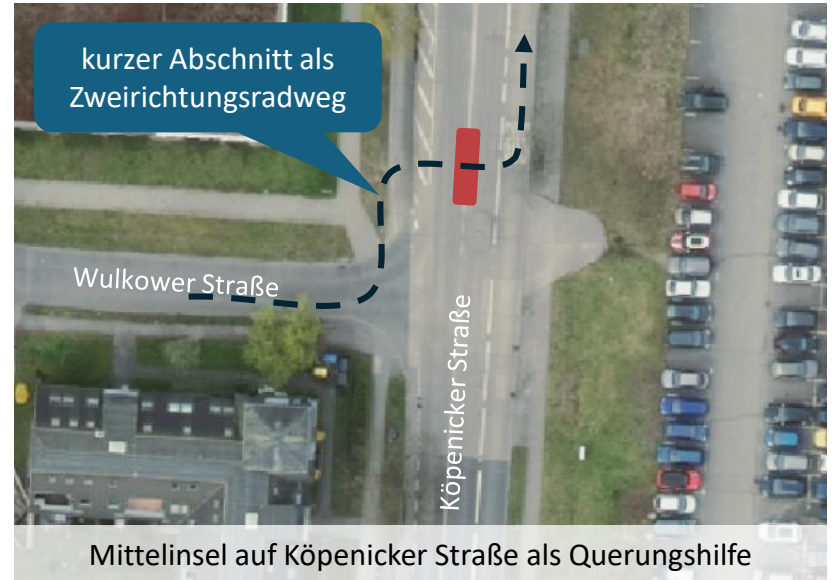 kurzer Abschnitt als
Zweirichtungsradweg
Wulkower Straße
Köpenicker Straße
Mittelinsel auf Köpenicker Straße als Querungshilfe